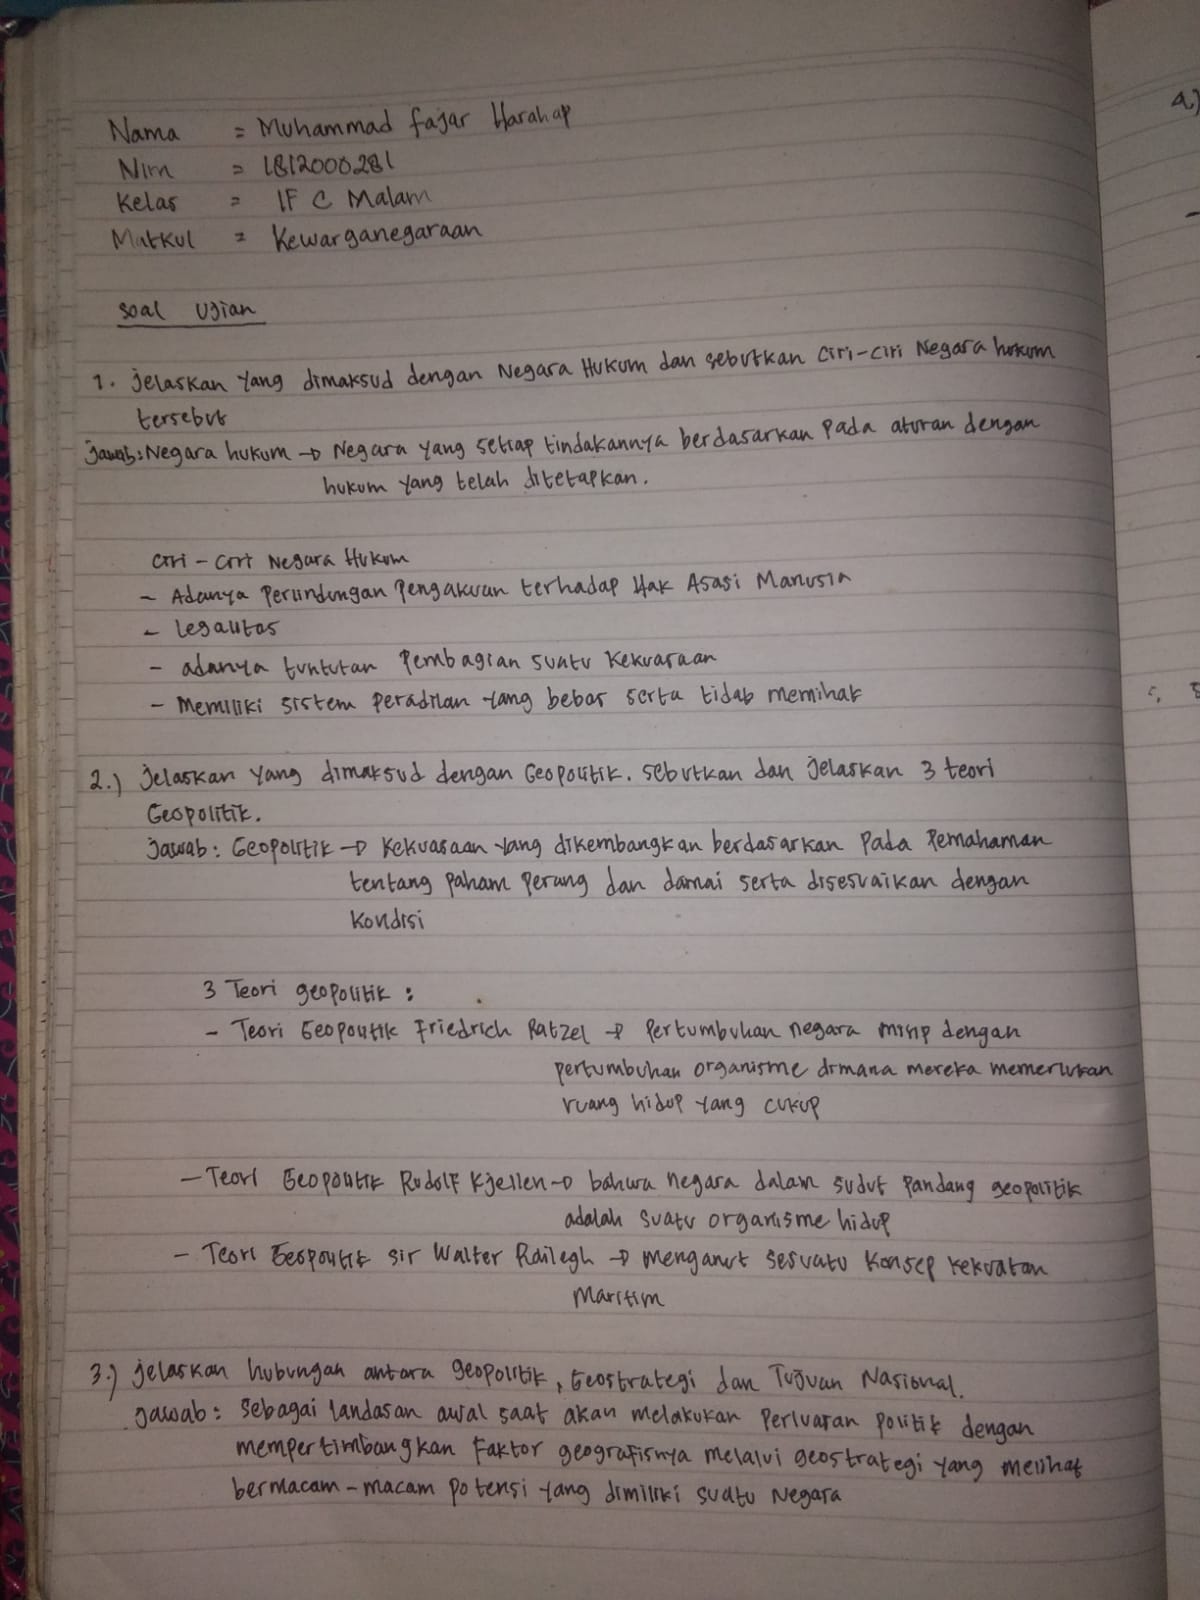 Nama = Muhammad fajar Harahap
Nim = 1812000281
Kelas = IF C Malam
Matkul = Kewarganegaraan
Soal Ujian
1. Jelaskan yang dimaksud dengan Negara Hukum dan sebutkan ciri-ciri Negara hukum
tersebut
Jawab: Negara hukum → Negara yang setiap tindakannya berdasarkan pada aturan dengan
hukum yang telah ditetapkan.
Ciri-ciri Negara Hukum
- Adanya Perlindungan Pengakuan terhadap Hak Asasi Manusia
- Legalitas
- adanya tuntutan Pembagian suatu kekuasaan
- Memiliki sistem peradilan yang bebas serta tidak memihak
2.) Jelaskan yang dimaksud dengan Geopolitik. Sebutkan dan jelaskan 3 teori
Geopolitik.
Jawab: Geopolitik → Kekuasaan yang dikembangkan berdasarkan Pada Pemahaman
tentang paham perang dan damai serta disesuaikan dengan
kondisi
3 Teori geopolitik :
- Teori Geopolitik Friedrich Ratzel → Pertumbuhan negara mirip dengan
pertumbuhan organisme dimana mereka memerlukan
ruang hidup yang cukup
- Teori Geopolitik Rudolf Kjellen → bahwa negara dalam sudut pandang geopolitik
adalah suatu organisme hidup
- Teori Geopolitik sir Walter Railegh → menganut sesuatu konsep kekuatan
Maritim
3.) Jelaskan hubungan antara geopolitik, Geostrategi dan Tujuan Nasional.
Jawab: Sebagai landasan awal saat akan melakukan perluaran politik dengan
mempertimbangkan faktor geografisnya melalui geostrategi yang melihat
bermacam-macam potensi yang dimiliki suatu Negara